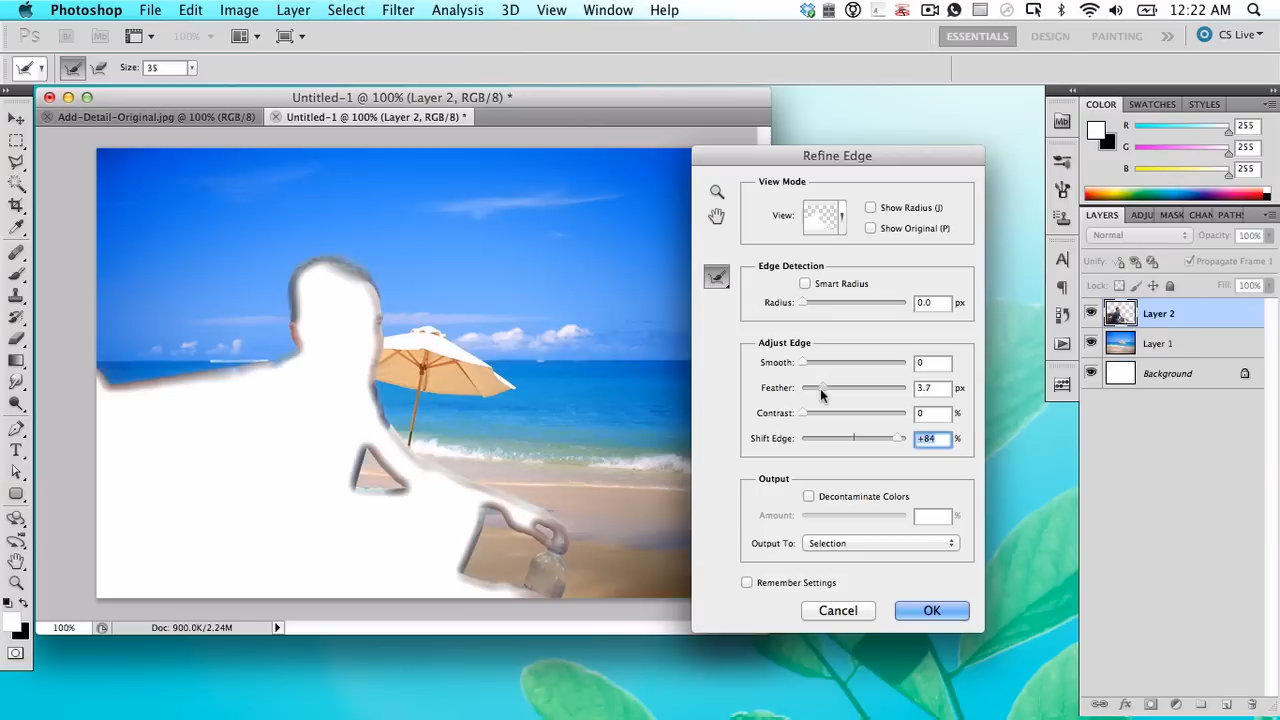 Photoshop File Edit Image Layer Select Filter Analysis 3D View Window Help 12:22 AM
Ps Br Mb 100% ESSENTIALS DESIGN PAINTING CS Live
Size: 35
Untitled-1 @ 100% (Layer 2, RGB/8) *
Add-Detail-Original.jpg @ 100% (RGB/8) Untitled-1 @ 100% (Layer 2, RGB/8) *
Refine Edge
View Mode
View:
Show Radius (J)
Show Original (P)
Edge Detection
Smart Radius
Radius: 0.0 px
Adjust Edge
Smooth: 0
Feather: 3.7 px
Contrast: 0 %
Shift Edge: +84 %
Output
Decontaminate Colors
Amount: %
Output To: Selection
Remember Settings
Cancel OK
100% Doc: 900.0K/2.24M
Mb
COLOR SWATCHES STYLES
R 255
G 255
B 255
LAYERS ADJU MASK CHAN PATH
Normal Opacity: 100%
Unify: Propagate Frame 1
Lock: Fill: 100%
Layer 2
Layer 1
Background
fx